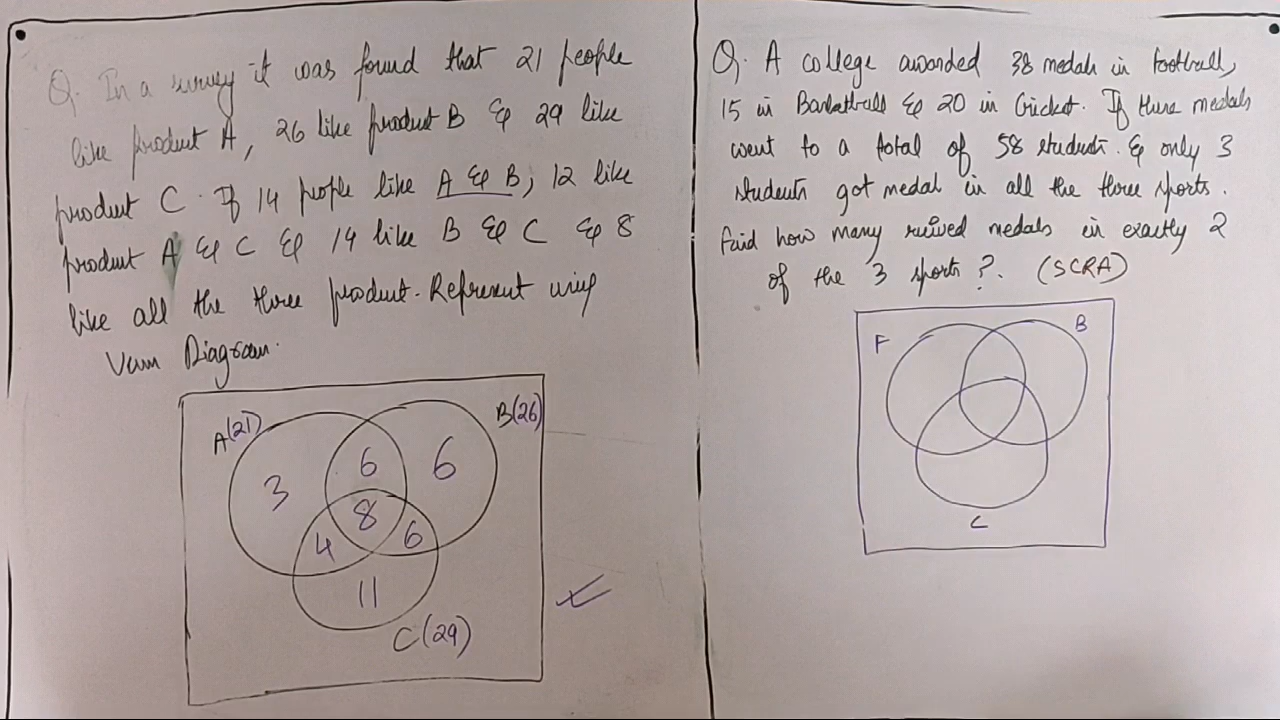 Q. In a survey it was found that 21 people
like product A, 26 like product B & 29 like
product C. If 14 people like A & B, 12 like
product A & C & 14 like B & C & 8
like all the three product. Represent using
Venn Diagram.
A(21)
B(26)
3
6
6
8
4
6
11
C(29)
Q. A college awarded 38 medals in football,
15 in Basketball & 20 in Cricket. If these medals
went to a total of 58 students. & only 3
students got medal in all the three sports.
find how many recived medals in exactly 2
of the 3 sports ?. (SCRA)
F
B
C